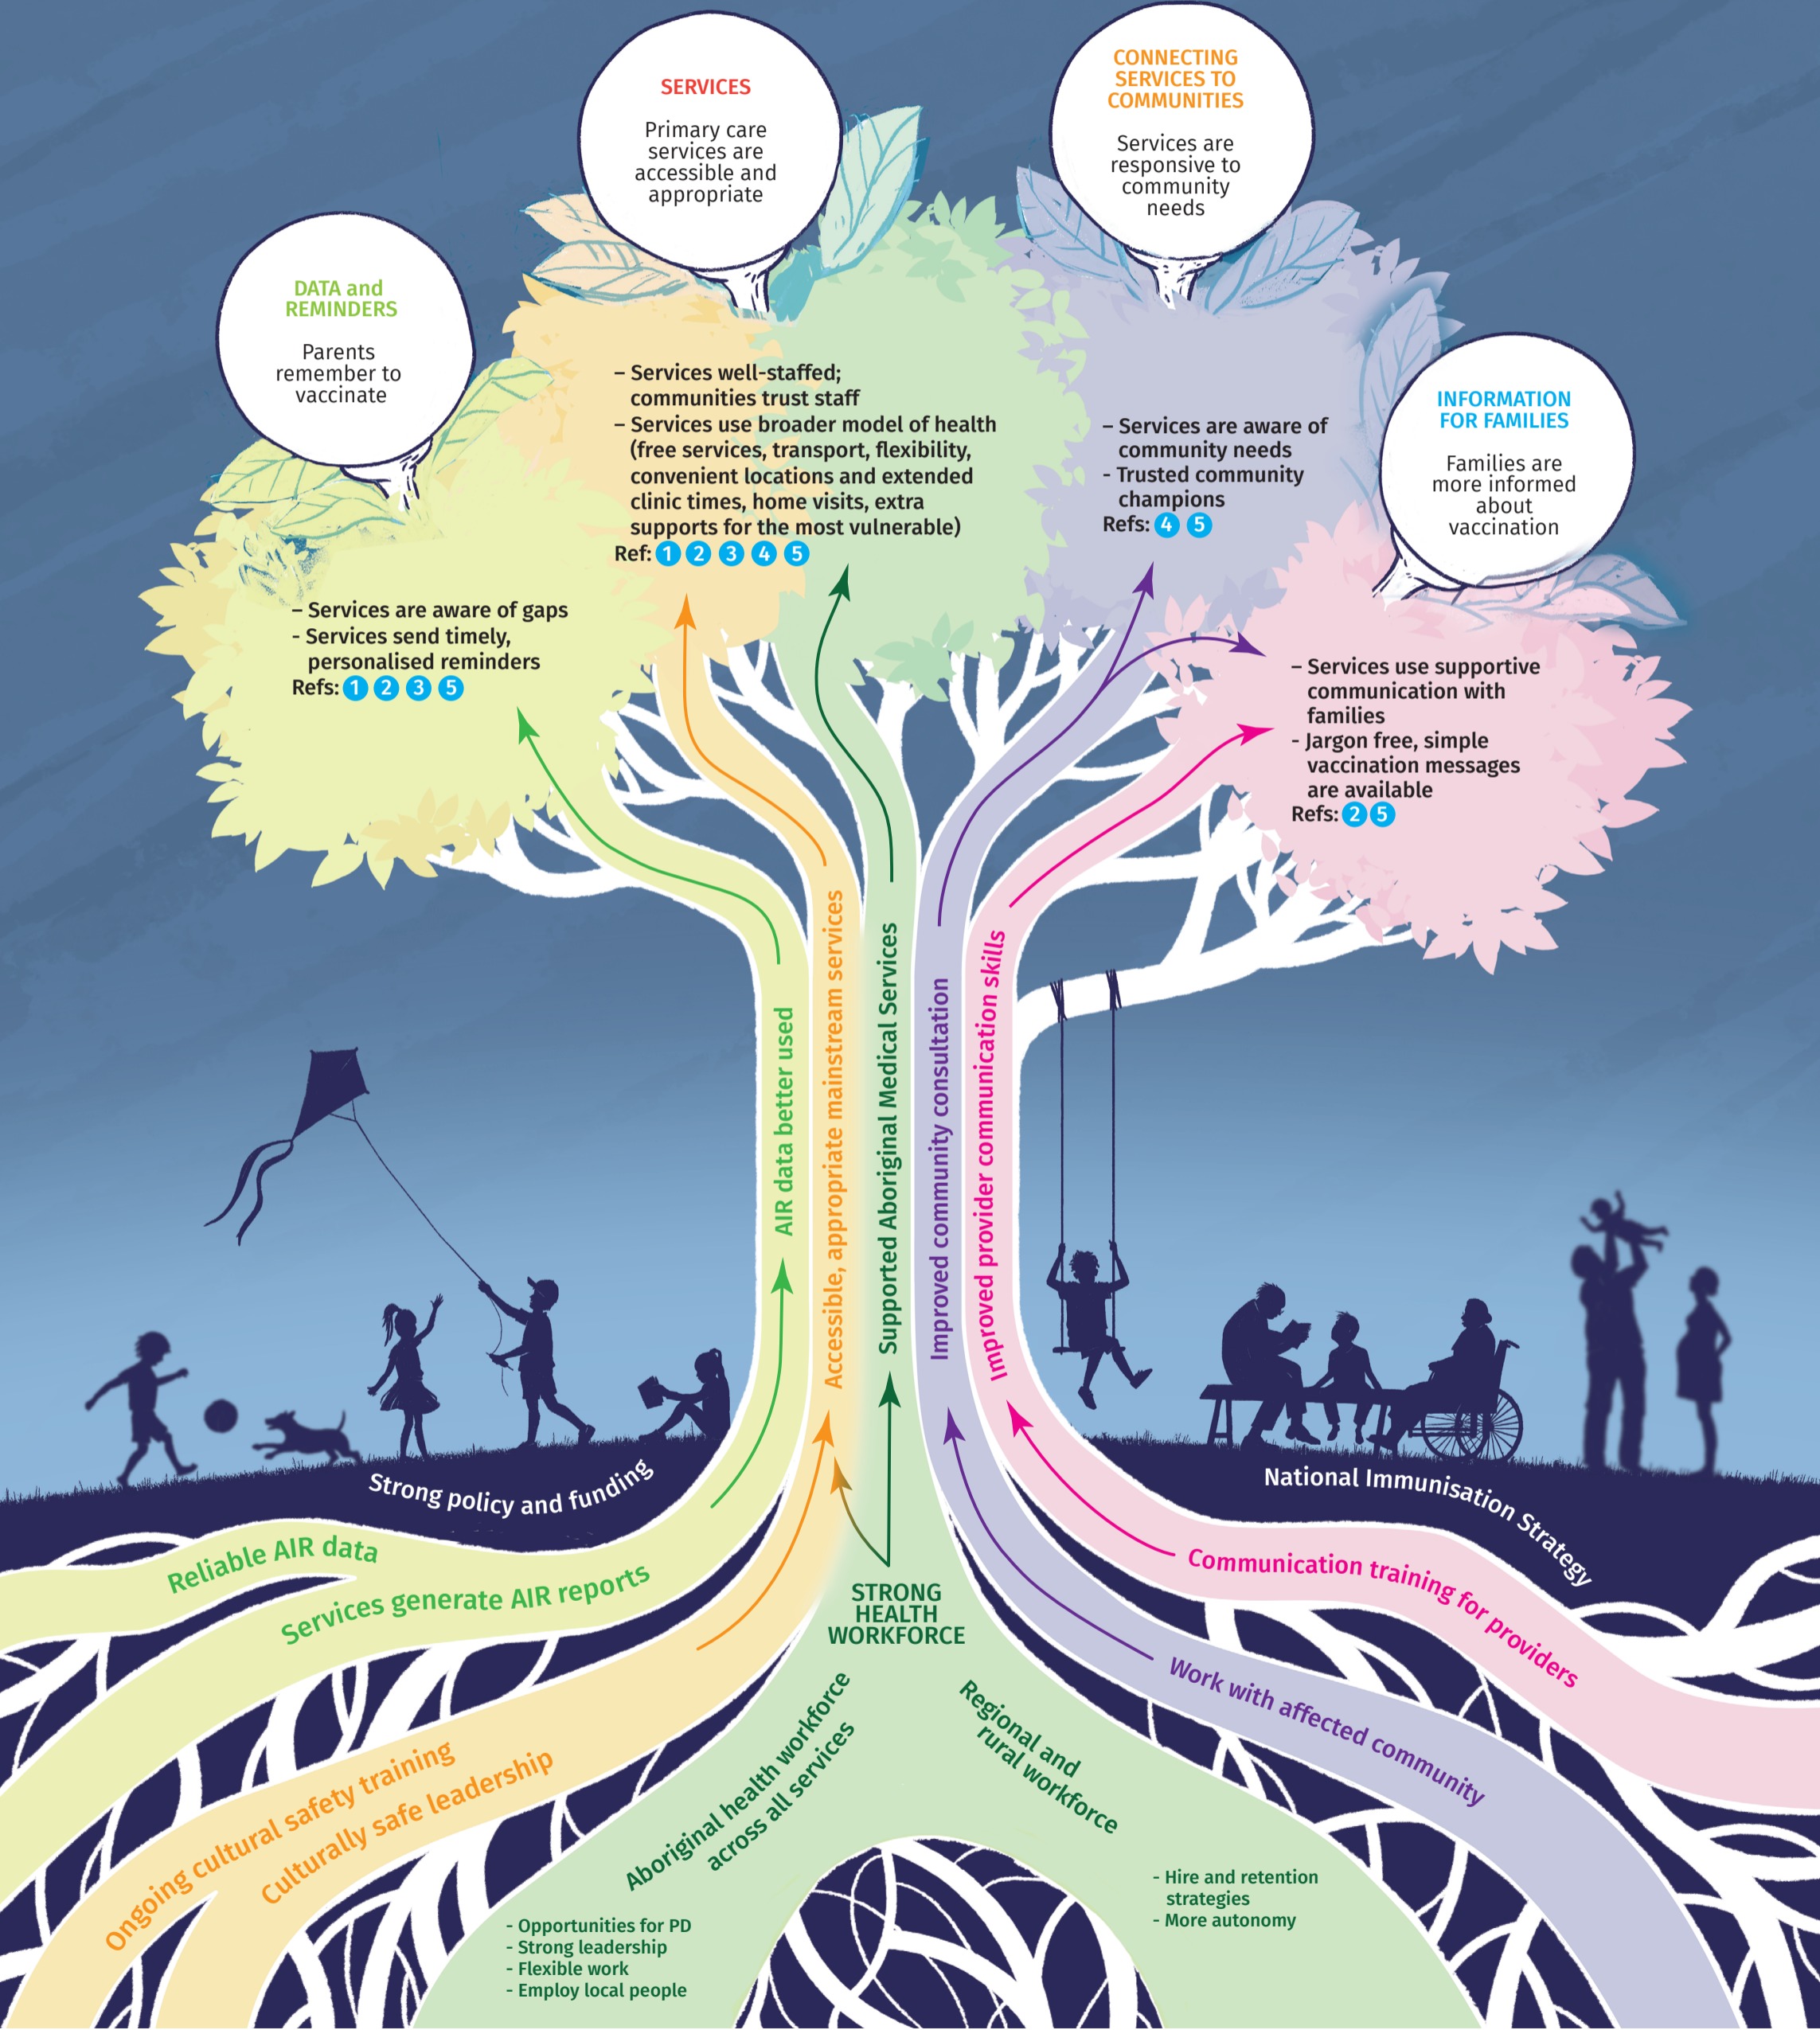 DATA and
REMINDERS
Parents
remember to
vaccinate
SERVICES
Primary care
services are
accessible and
appropriate
CONNECTING
SERVICES TO
COMMUNITIES
Services are
responsive to
community
needs
INFORMATION
FOR FAMILIES
Families are
more informed
about
vaccination
– Services are aware of gaps
- Services send timely,
personalised reminders
Refs: 1 2 3 5
– Services well-staffed;
communities trust staff
– Services use broader model of health
(free services, transport, flexibility,
convenient locations and extended
clinic times, home visits, extra
supports for the most vulnerable)
Ref: 1 2 3 4 5
– Services are aware of
community needs
- Trusted community
champions
Refs: 4 5
– Services use supportive
communication with
families
- Jargon free, simple
vaccination messages
are available
Refs: 2 5
AIR data better used
Accessible, appropriate mainstream services
Supported Aboriginal Medical Services
Improved community consultation
Improved provider communication skills
Strong policy and funding
National Immunisation Strategy
Reliable AIR data
Services generate AIR reports
Ongoing cultural safety training
Culturally safe leadership
STRONG
HEALTH
WORKFORCE
Aboriginal health workforce
across all services
- Opportunities for PD
- Strong leadership
- Flexible work
- Employ local people
Regional and
rural workforce
- Hire and retention
strategies
- More autonomy
Work with affected community
Communication training for providers